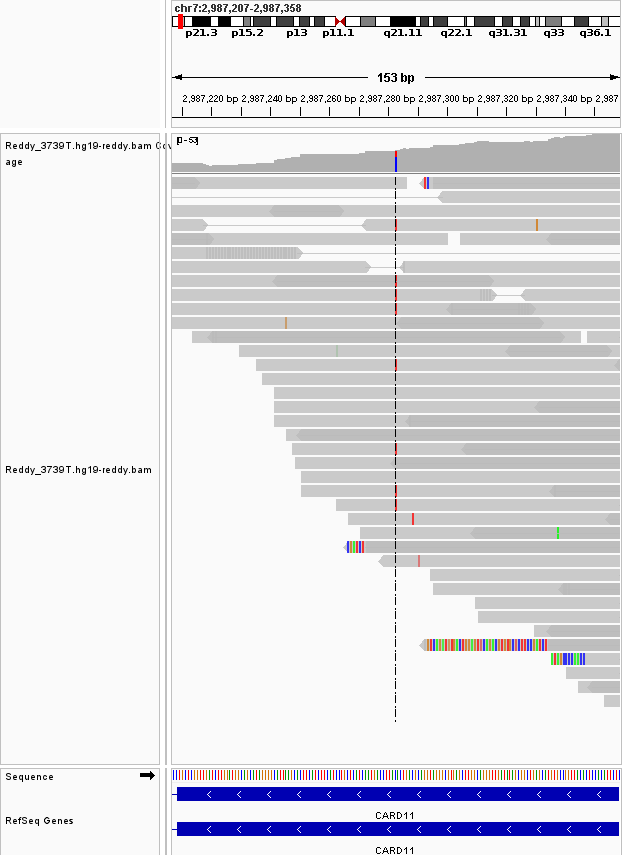 chr7:2,987,207-2,987,358
p21.3 p15.2 p13 p11.1 q21.11 q22.1 q31.31 q33 q36.1
153 bp
2,987,220 bp 2,987,240 bp 2,987,260 bp 2,987,280 bp 2,987,300 bp 2,987,320 bp 2,987,340 bp 2,987
Reddy_3739T.hg19-reddy.bam Cov
age
[0-53]
Reddy_3739T.hg19-reddy.bam
Sequence
RefSeq Genes
CARD11
CARD11